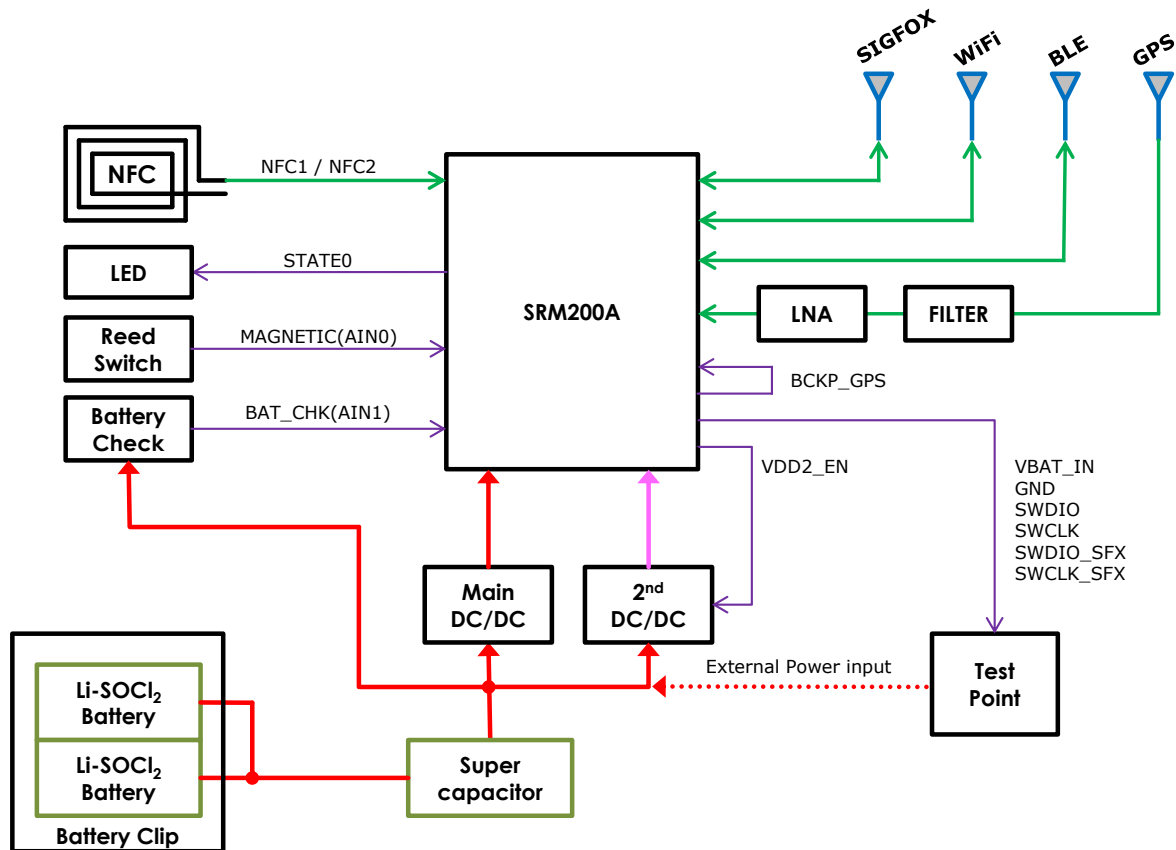 SIGFOX
WiFi
BLE
GPS
NFC
NFC1 / NFC2
LED
STATE0
SRM200A
LNA
FILTER
Reed
Switch
MAGNETIC(AIN0)
BCKP_GPS
Battery
Check
BAT_CHK(AIN1)
VDD2_EN
VBAT_IN
GND
SWDIO
SWCLK
SWDIO_SFX
SWCLK_SFX
Main
DC/DC
2nd
DC/DC
External Power input
Test
Point
Li-SOCl₂
Battery
Li-SOCl₂
Battery
Battery Clip
Super
capacitor